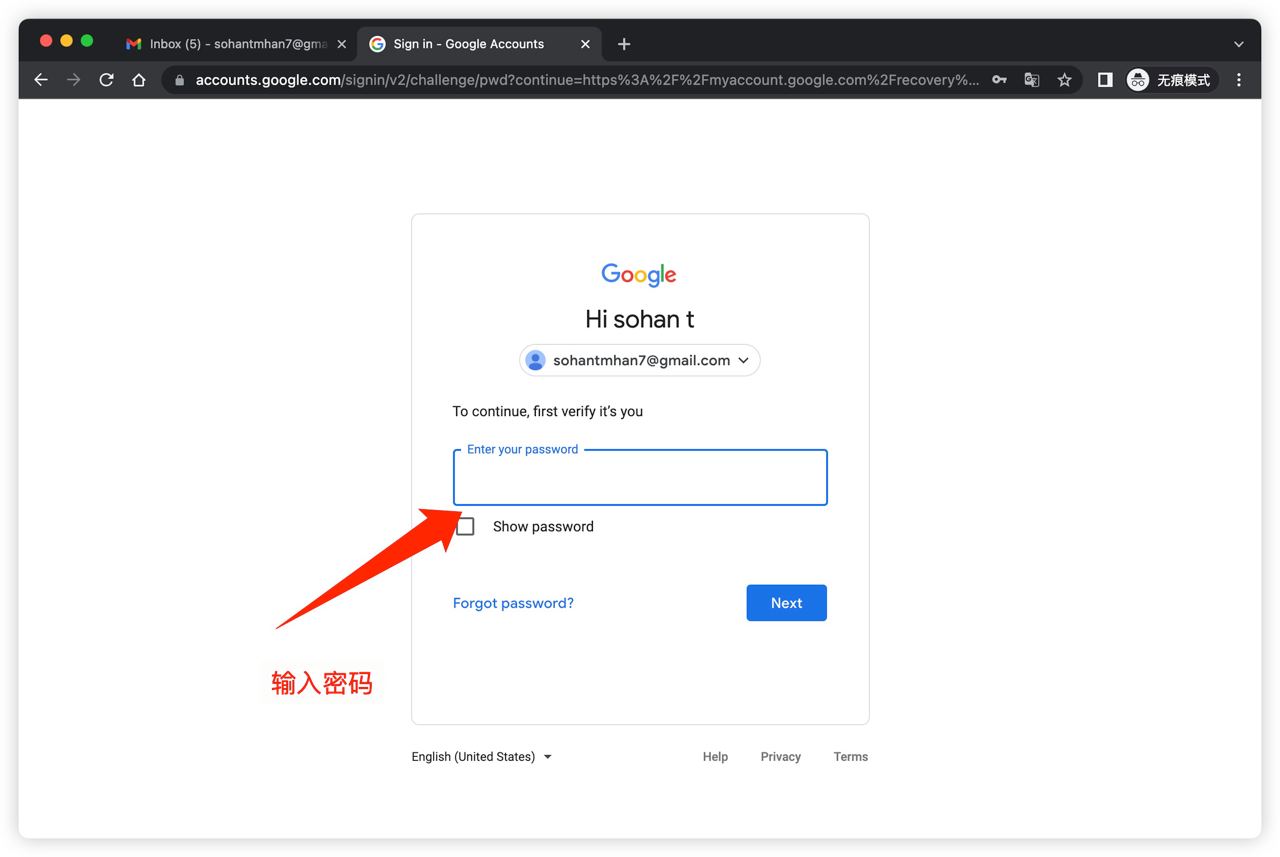 Inbox (5) - sohantmhan7@gma
Sign in - Google Accounts
accounts.google.com/signin/v2/challenge/pwd?continue=https%3A%2F%2Fmyaccount.google.com%2Frecovery%...
无痕模式
Google
Hi sohan t
sohantmhan7@gmail.com
To continue, first verify it's you
Enter your password
Show password
Forgot password?
Next
输入密码
English (United States)
Help
Privacy
Terms